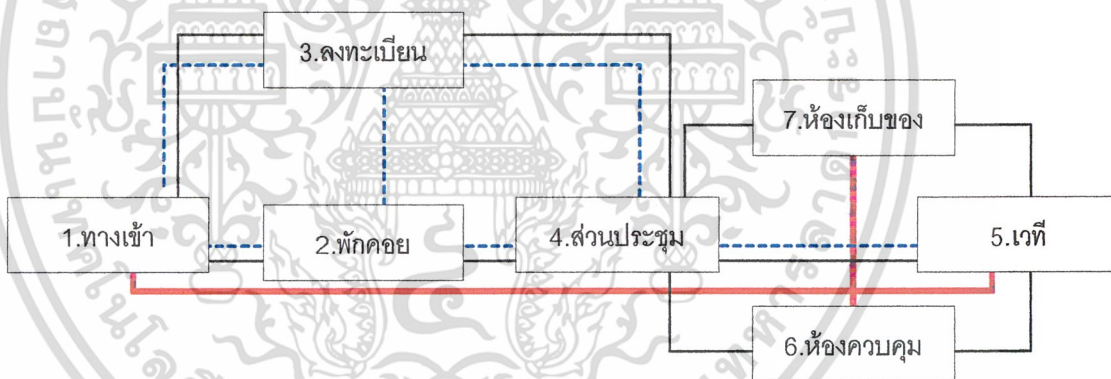 3.ลงทะเบียน
7.ห้องเก็บของ
1.ทางเข้า
2.พักคอย
4.ส่วนประชุม
5.เวที
6.ห้องควบคุม